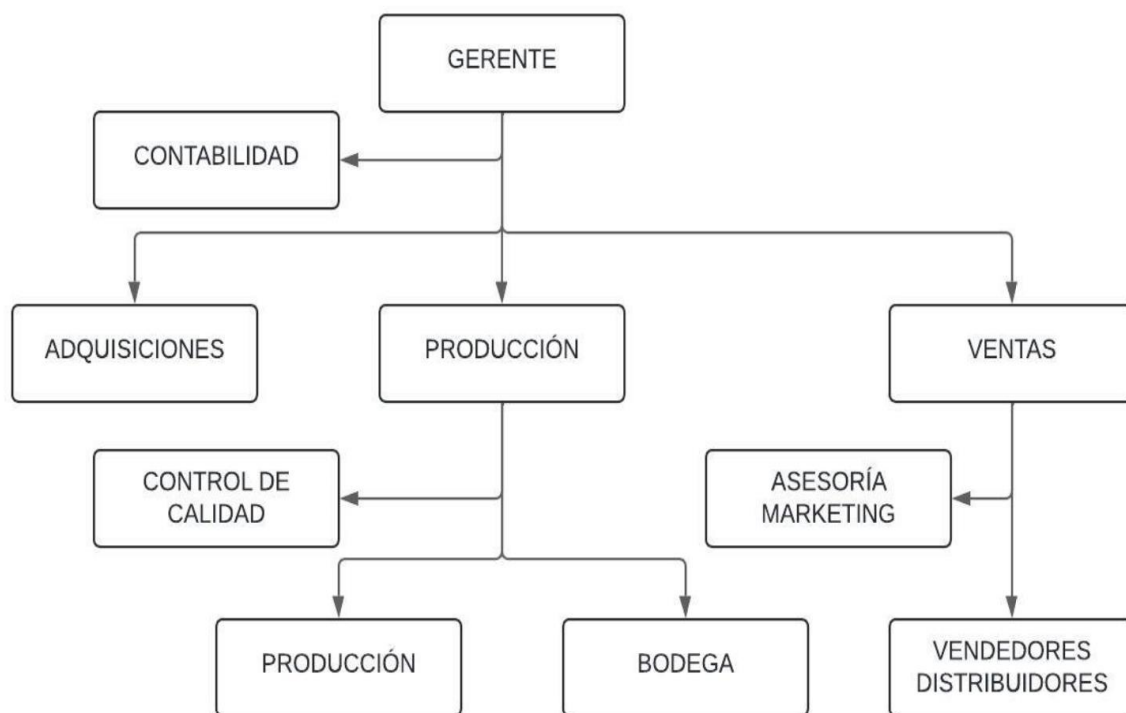 GERENTE
CONTABILIDAD
ADQUISICIONES
PRODUCCIÓN
VENTAS
CONTROL DE
CALIDAD
ASESORÍA
MARKETING
PRODUCCIÓN
BODEGA
VENDEDORES
DISTRIBUIDORES